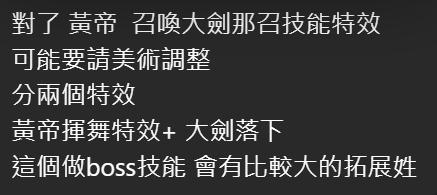 對了 黃帝  召喚大劍那召技能特效
可能要請美術調整
分兩個特效
黃帝揮舞特效+ 大劍落下
這個做boss技能 會有比較大的拓展姓